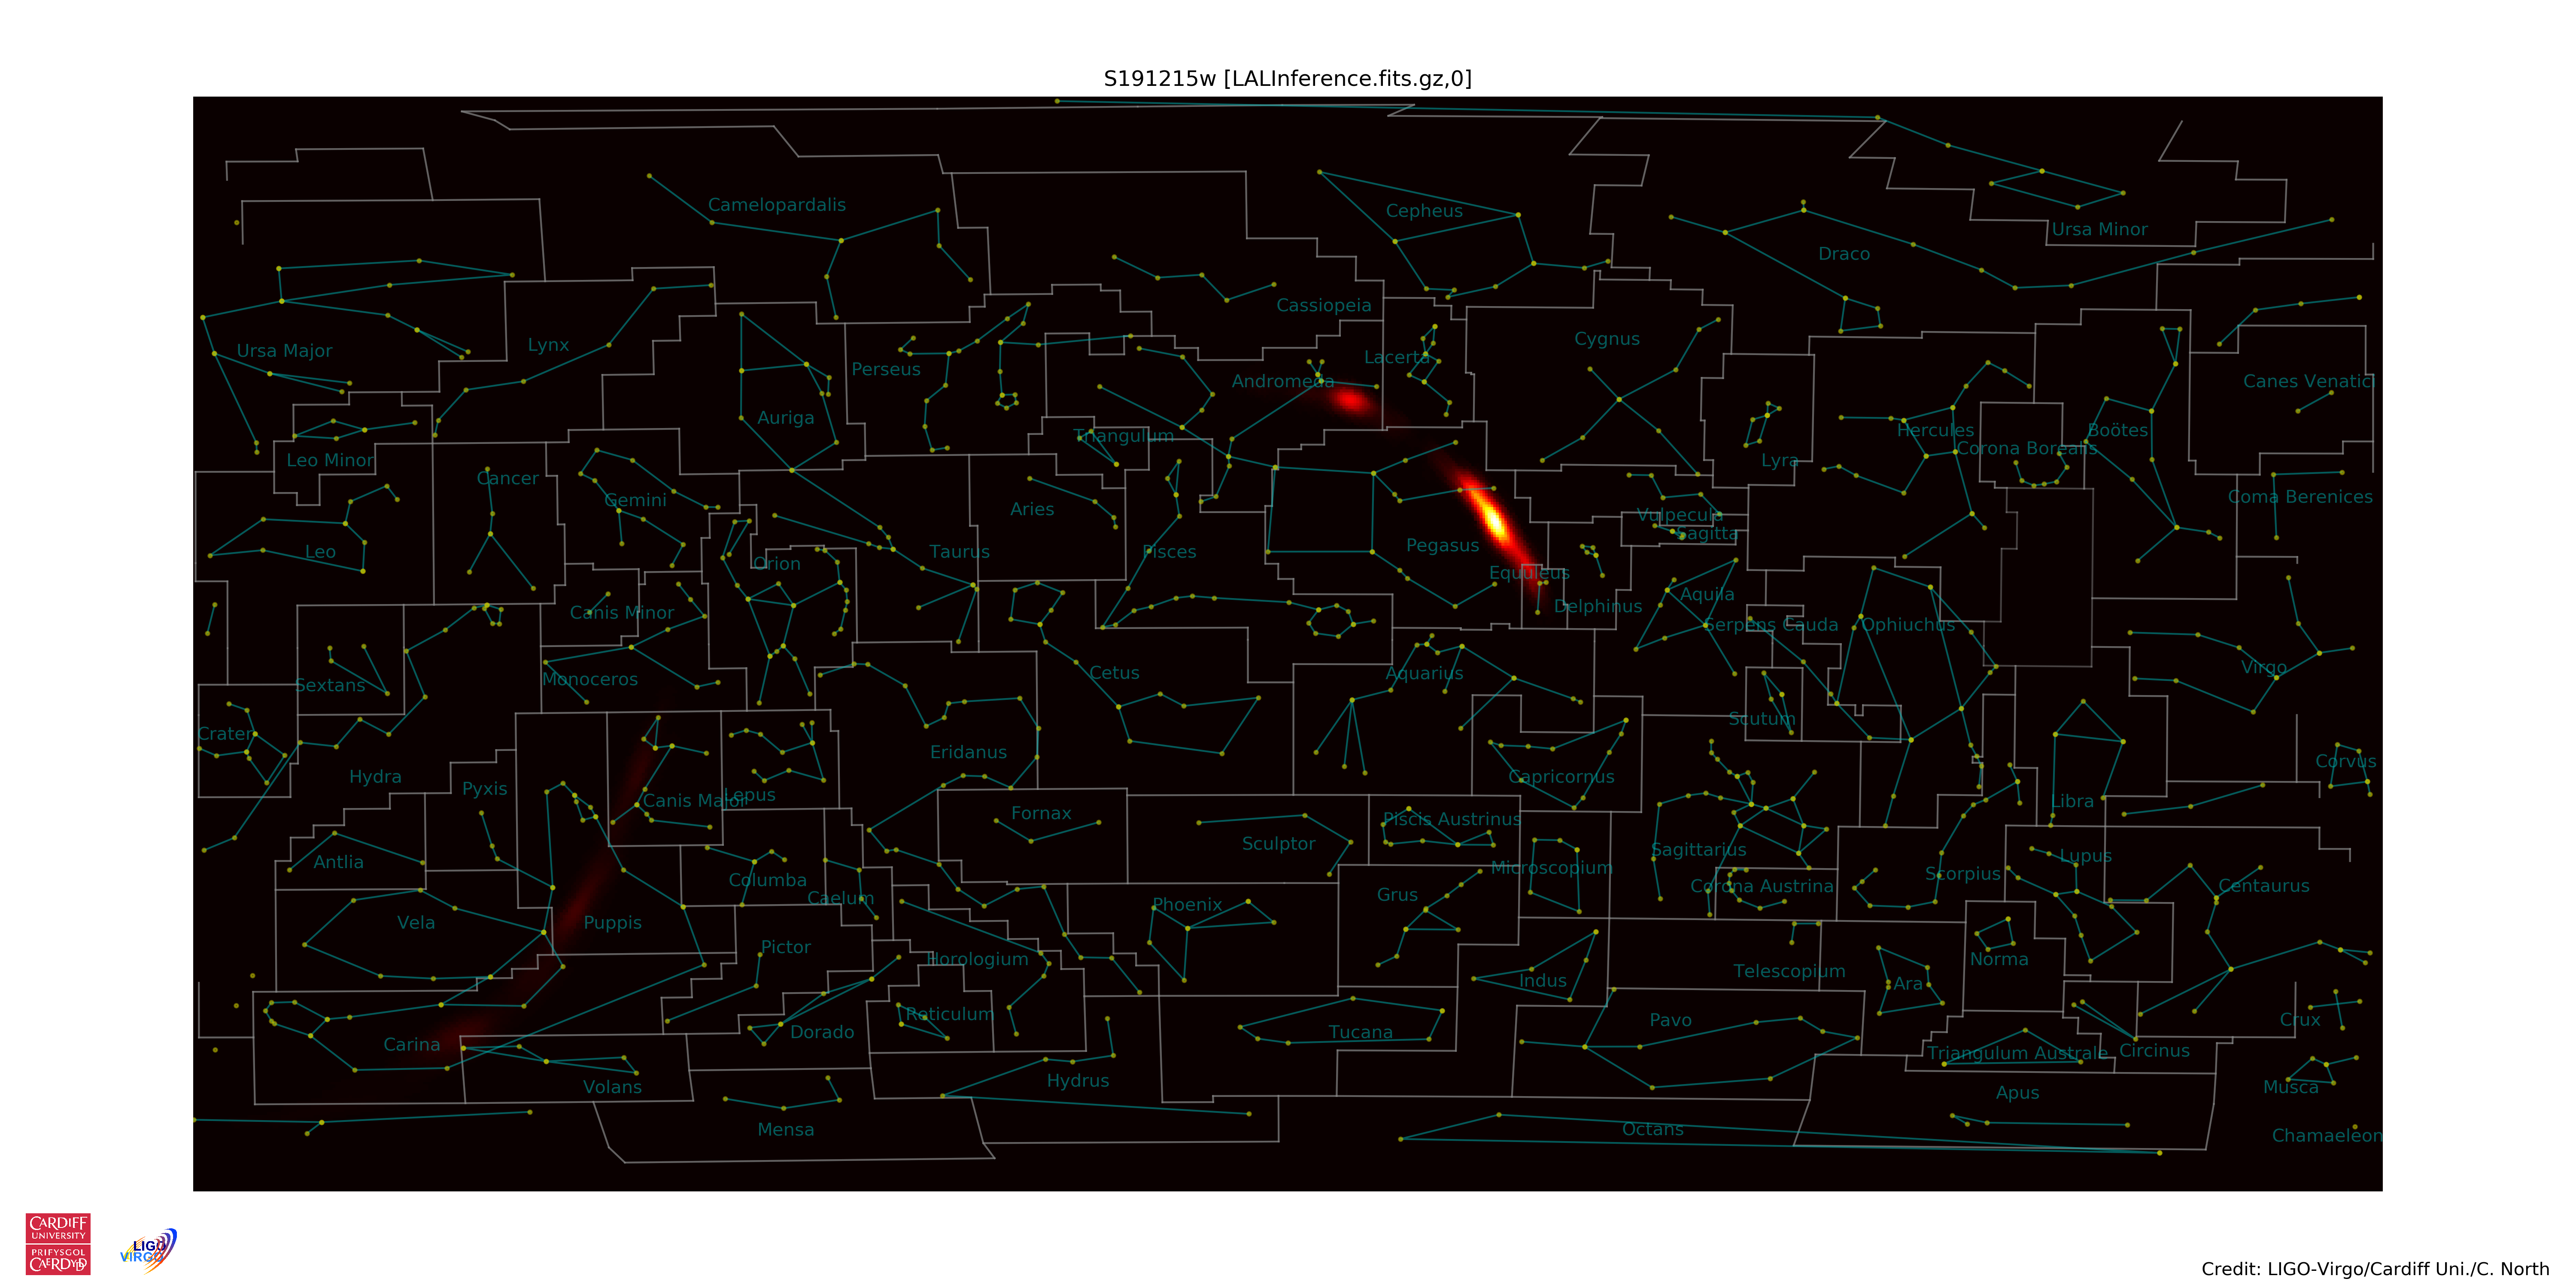 S191215w [LALInference.fits.gz,0]
Camelopardalis
Cepheus
Ursa Minor
Draco
Cassiopeia
Cygnus
Lynx
Ursa Major
Lacerta
Perseus
Andromeda
Canes Venatici
Auriga
Hercules
Boötes
Triangulum
Corona Borealis
Leo Minor
Lyra
Cancer
Coma Berenices
Gemini
Aries
Vulpecula
Sagitta
Pegasus
Leo
Taurus
Pisces
Orion
Equuleus
Aquila
Delphinus
Canis Minor
Serpens Cauda
Ophiuchus
Virgo
Cetus
Aquarius
Monoceros
Sextans
Scutum
Crater
Eridanus
Corvus
Hydra
Capricornus
Pyxis
Lepus
Canis Major
Libra
Fornax
Piscis Austrinus
Sculptor
Sagittarius
Lupus
Antlia
Microscopium
Scorpius
Columba
Corona Austrina
Centaurus
Grus
Caelum
Phoenix
Vela
Puppis
Pictor
Horologium
Norma
Telescopium
Indus
Ara
Reticulum
Pavo
Crux
Dorado
Tucana
Carina
Circinus
Triangulum Australe
Hydrus
Volans
Musca
Apus
Mensa
Octans
Chamaeleon
CARDIFF
UNIVERSITY
PRIFYSGOL
CAERDYDD
LIGO
VIRGO
Credit: LIGO-Virgo/Cardiff Uni./C. North